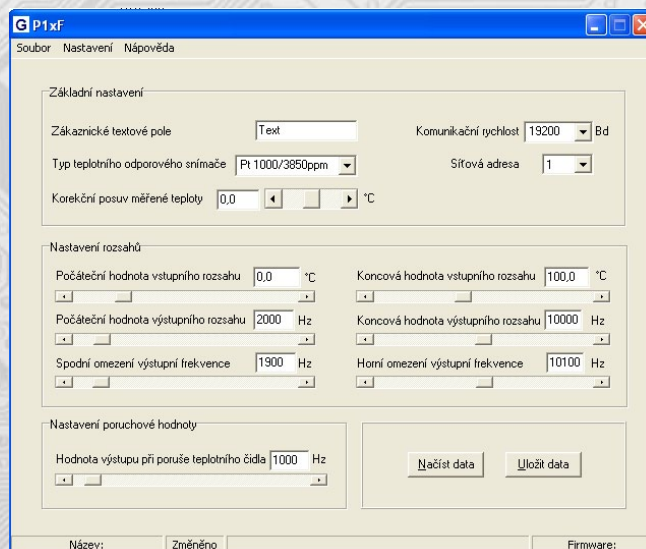 P1xF
Soubor Nastavení Nápověda
Základní nastavení
Zákaznické textové pole Text Komunikační rychlost 19200 Bd
Typ teplotního odporového snímače Pt 1000/3850ppm Síťová adresa 1
Korekční posuv měřené teploty 0,0 °C
Nastavení rozsahů
Počáteční hodnota vstupního rozsahu 0,0 °C Koncová hodnota vstupního rozsahu 100,0 °C
Počáteční hodnota výstupního rozsahu 2000 Hz Koncová hodnota výstupního rozsahu 10000 Hz
Spodní omezení výstupní frekvence 1900 Hz Horní omezení výstupní frekvence 10100 Hz
Nastavení poruchové hodnoty
Hodnota výstupu při poruše teplotního čidla 1000 Hz
Načíst data Uložit data
Název: Změněno Firmware: